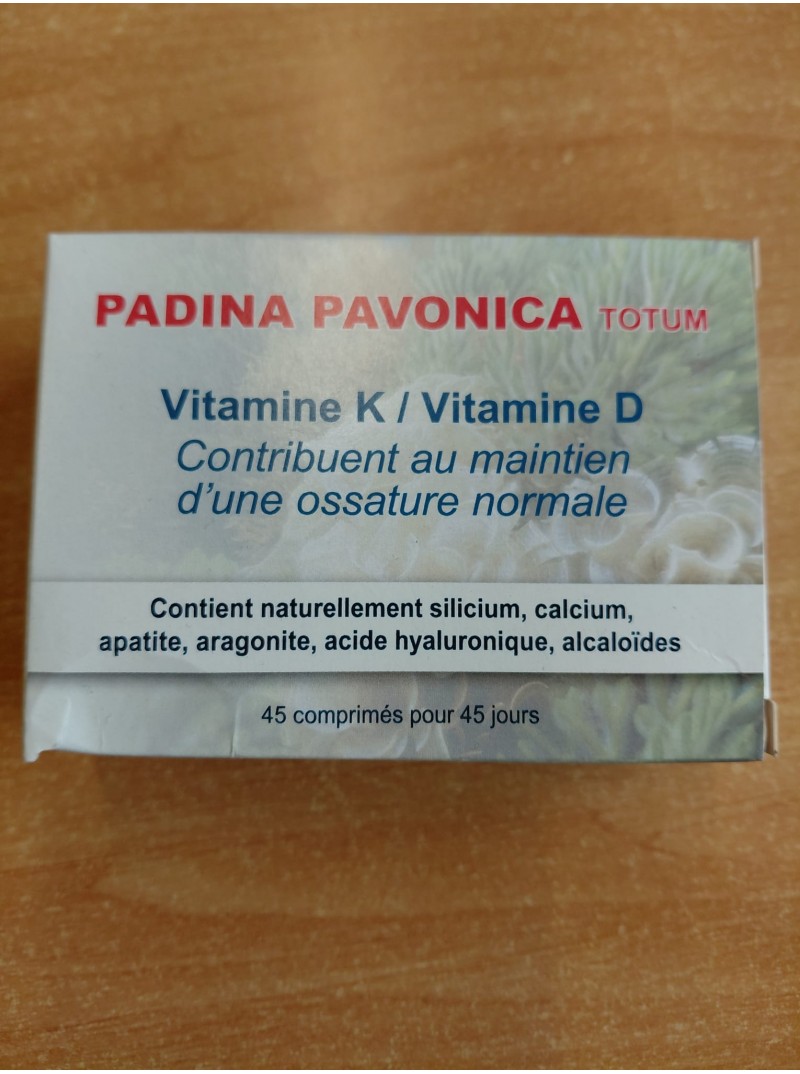 PADINA PAVONICA TOTUM
Vitamine K / Vitamine D
Contribuent au maintien
d'une ossature normale
Contient naturellement silicium, calcium,
apatite, aragonite, acide hyaluronique, alcaloïdes
45 comprimés pour 45 jours